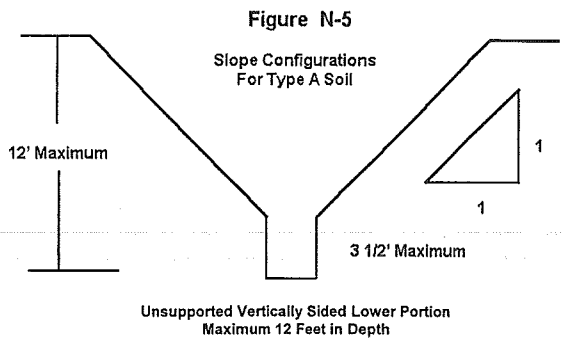 Figure N-5
Slope Configurations
For Type A Soil
12' Maximum
1
1
3 1/2' Maximum
Unsupported Vertically Sided Lower Portion
Maximum 12 Feet in Depth